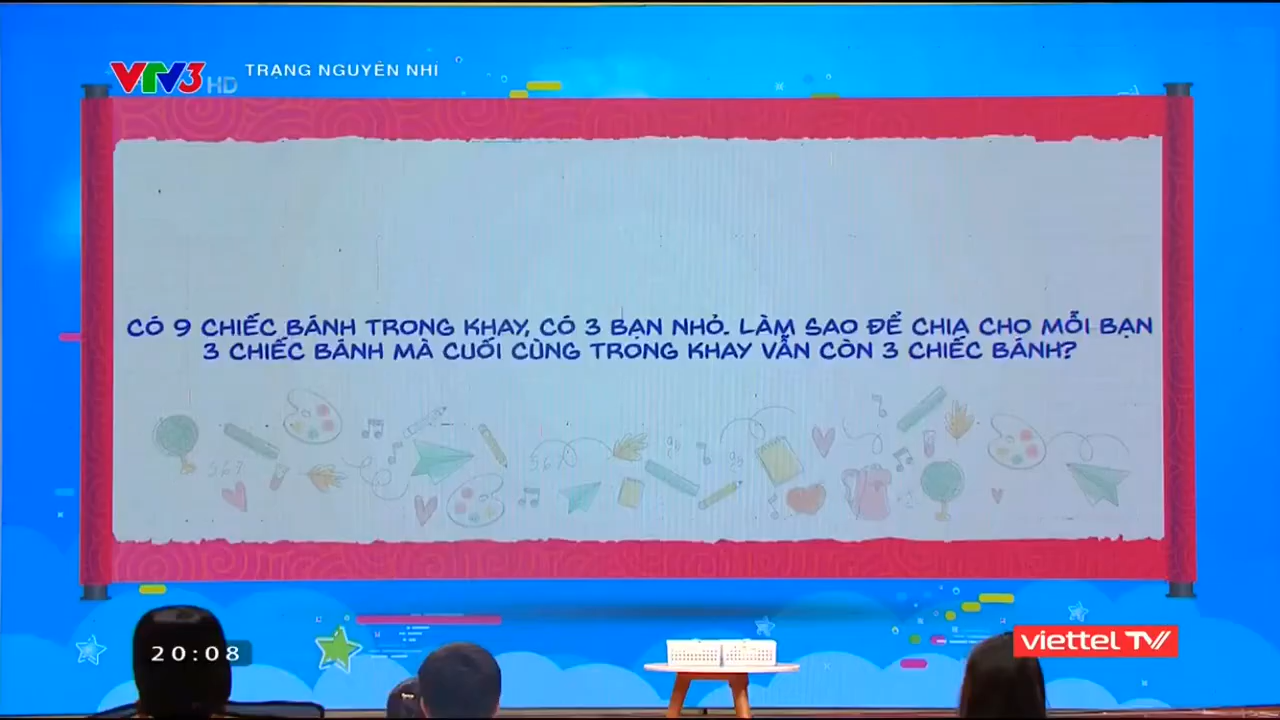 VTV3 HD
TRẠNG NGUYÊN NHÍ
CÓ 9 CHIẾC BÁNH TRONG KHAY, CÓ 3 BẠN NHỎ. LÀM SAO ĐỂ CHIA CHO MỖI BẠN
3 CHIẾC BÁNH MÀ CUỐI CÙNG TRONG KHAY VẪN CÒN 3 CHIẾC BÁNH?
567
20:08
viettel TV